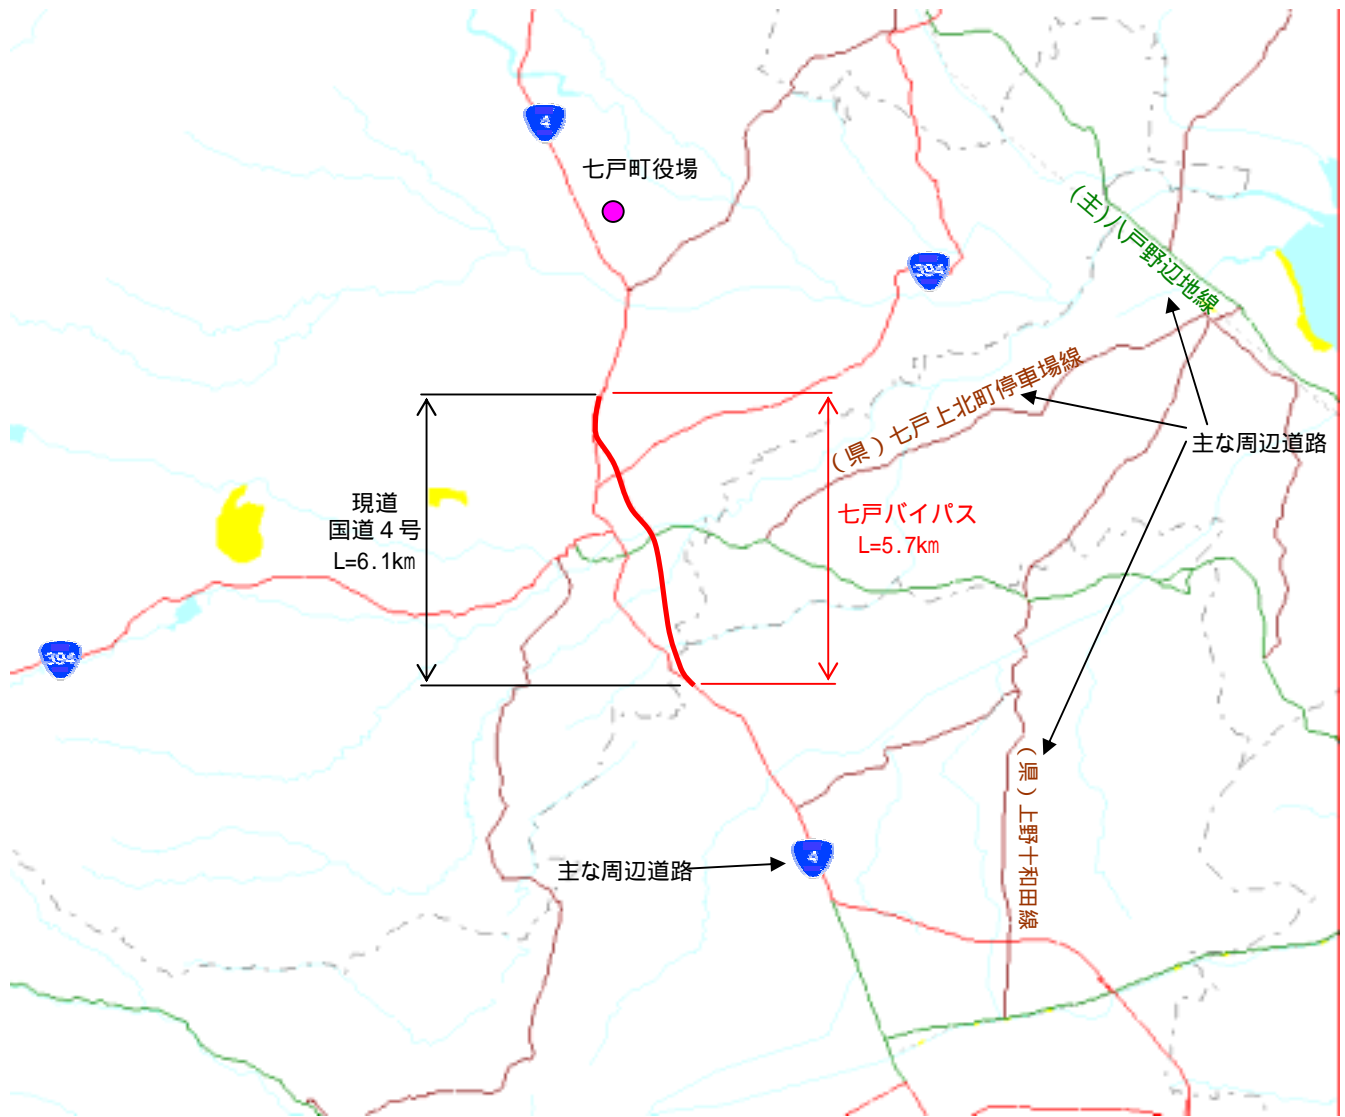 4
七戸町役場
(主)八戸野辺地線
394
(県)七戸上北町停車場線
主な周辺道路
現道
国道4号
L=6.1km
七戸バイパス
L=5.7km
394
(県)上野十和田線
主な周辺道路
4